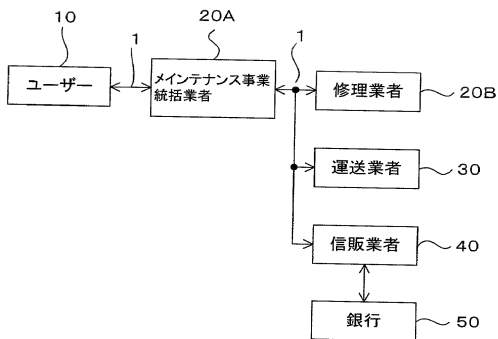 10
1
20A
1
ユーザー
メインテナンス事業
統括業者
修理業者
20B
運送業者
30
信販業者
40
銀行
50